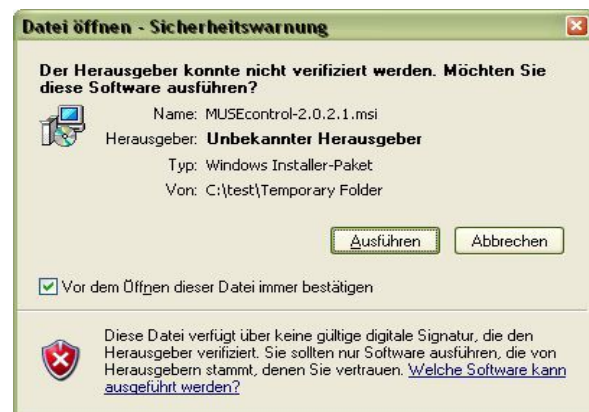 Datei öffnen - Sicherheitswarnung
Der Herausgeber konnte nicht verifiziert werden. Möchten Sie
diese Software ausführen?
Name: MUSEcontrol-2.0.2.1.msi
Herausgeber: Unbekannter Herausgeber
Typ: Windows Installer-Paket
Von: C:\test\Temporary Folder
Ausführen Abbrechen
Vor dem Öffnen dieser Datei immer bestätigen
Diese Datei verfügt über keine gültige digitale Signatur, die den
Herausgeber verifiziert. Sie sollten nur Software ausführen, die von
Herausgebern stammt, denen Sie vertrauen. Welche Software kann
ausgeführt werden?